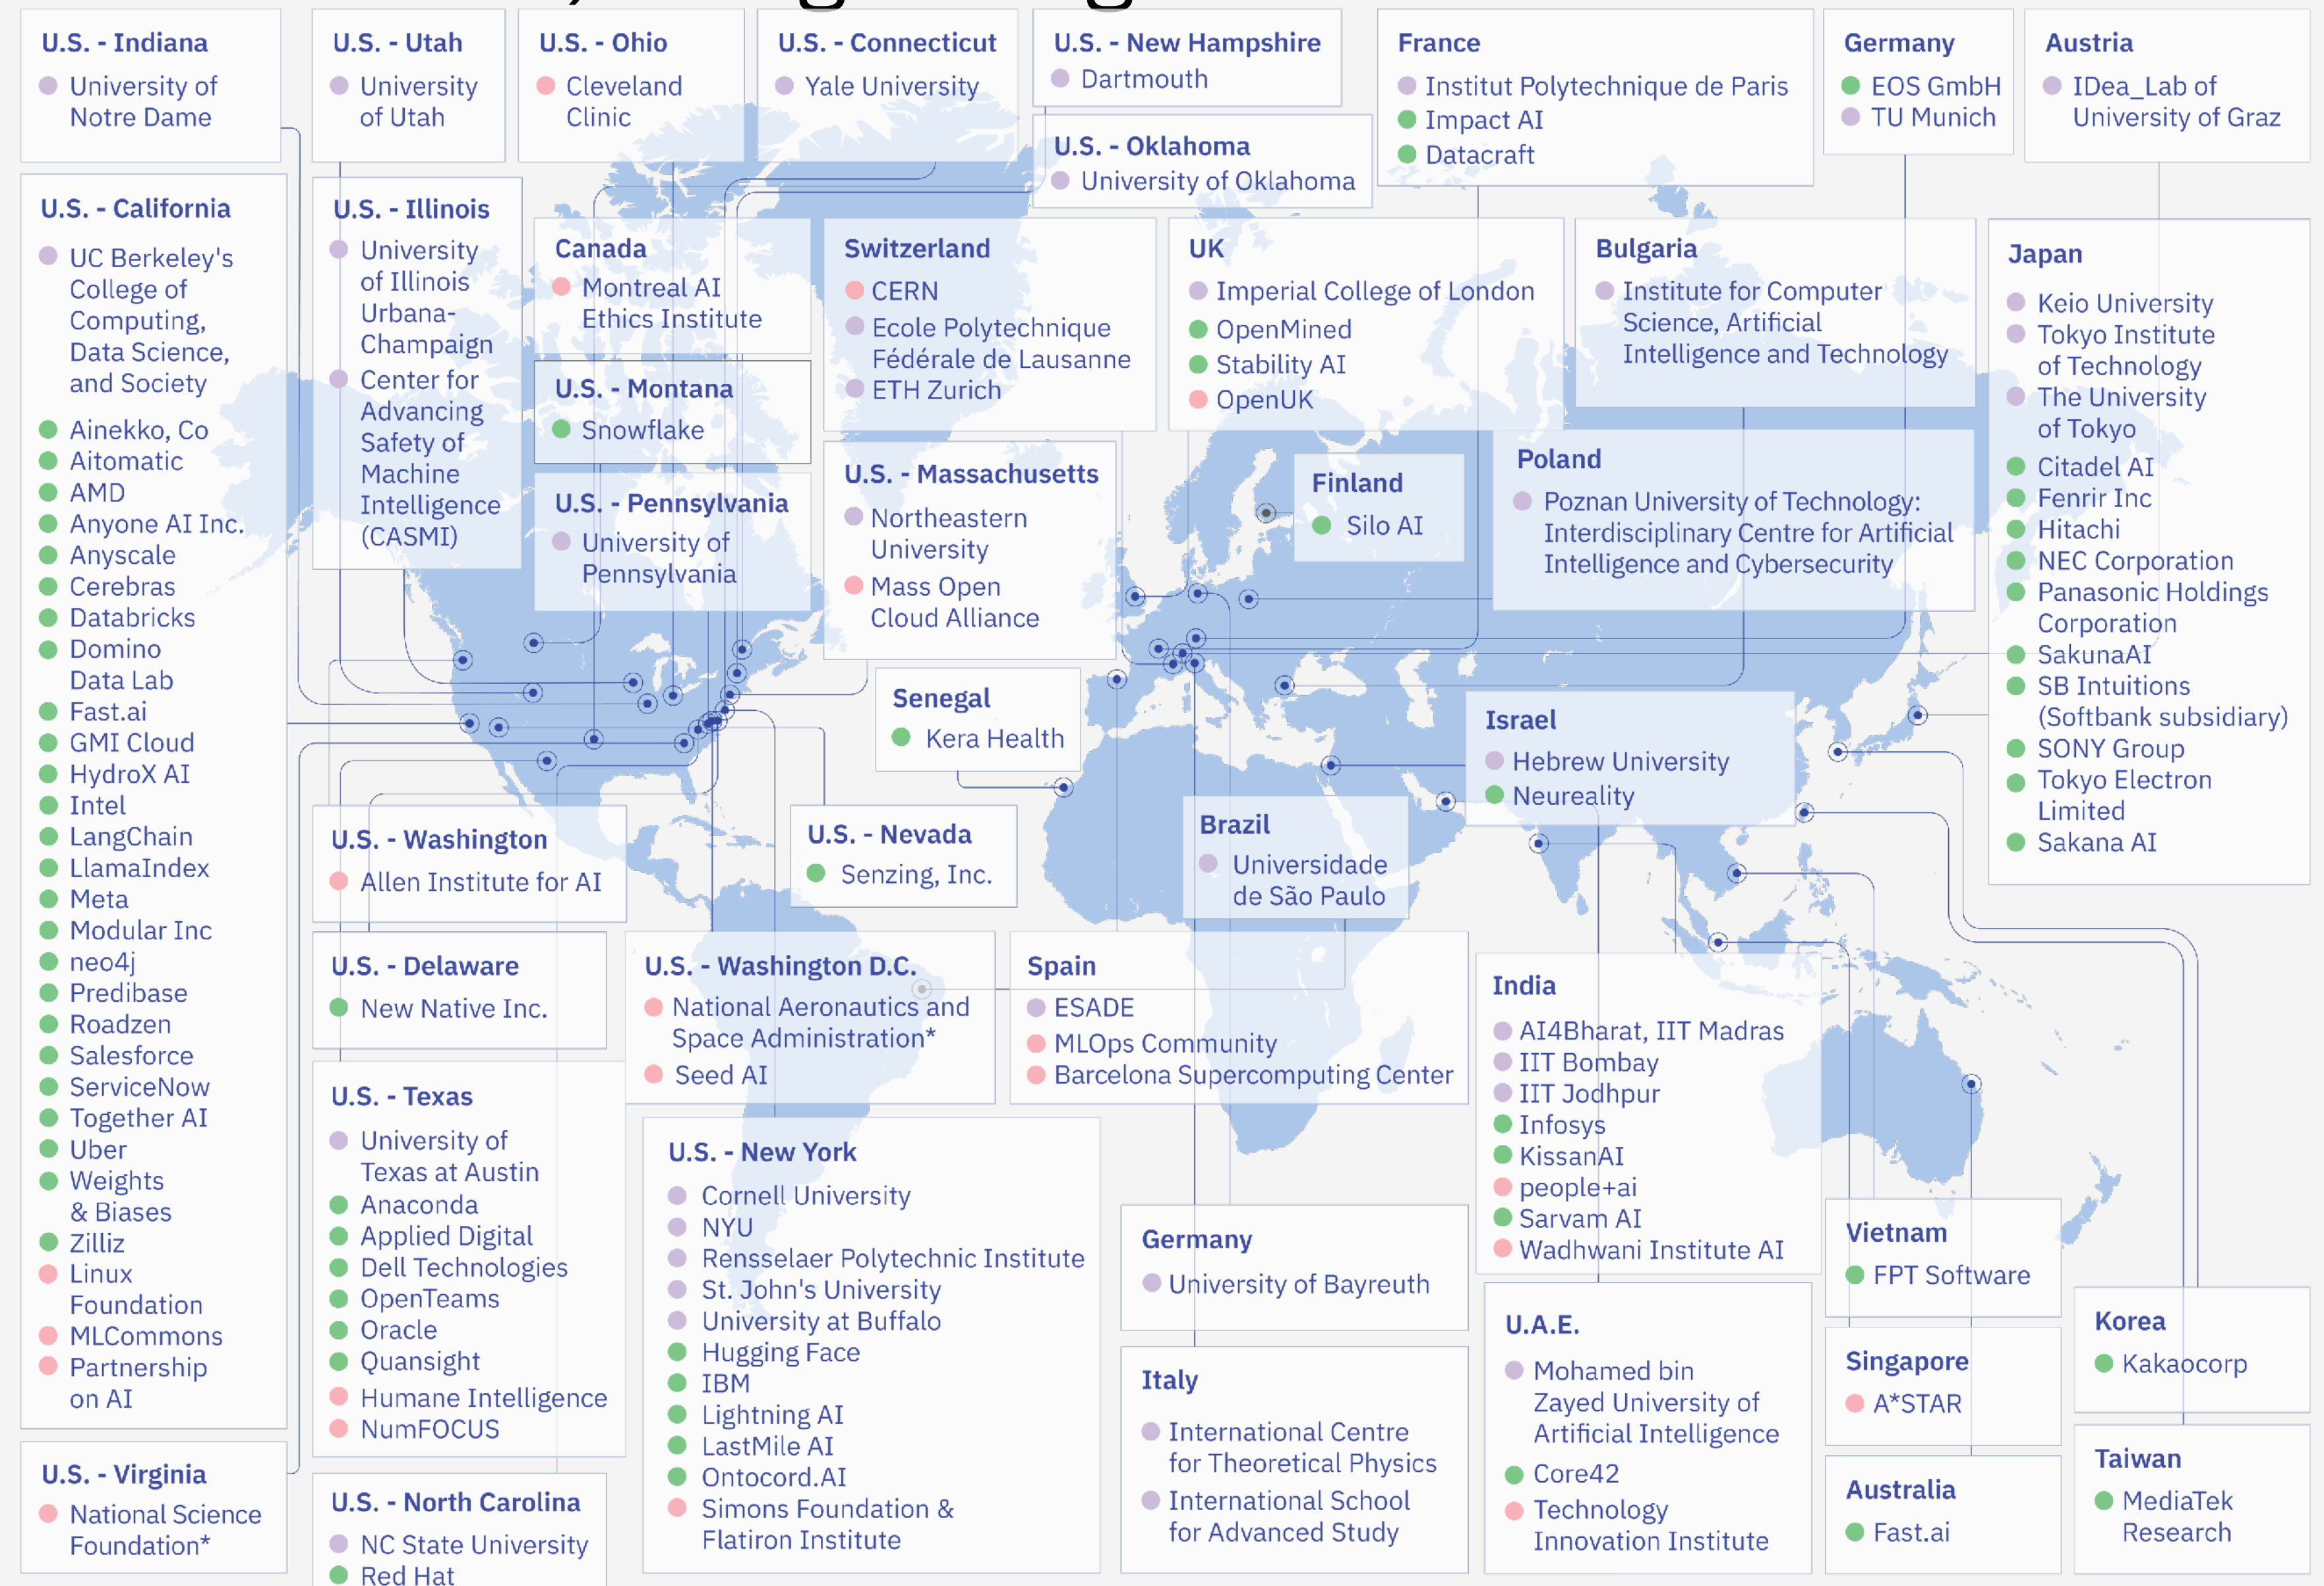 U.S. - Indiana
University of
Notre Dame
U.S. - Utah
University
of Utah
U.S. - Ohio
Cleveland
Clinic
U.S. - Connecticut
Yale University
U.S. - New Hampshire
Dartmouth
U.S. - Oklahoma
University of Oklahoma
France
Institut Polytechnique de Paris
Impact AI
Datacraft
Germany
EOS GmbH
TU Munich
Austria
IDea_Lab of
University of Graz
U.S. - California
UC Berkeley's
College of
Computing,
Data Science,
and Society
Ainekko, Co
Aitomatic
AMD
Anyone AI Inc.
Anyscale
Cerebras
Databricks
Domino
Data Lab
Fast.ai
GMI Cloud
HydroX AI
Intel
LangChain
LlamaIndex
Meta
Modular Inc
neo4j
Predibase
Roadzen
Salesforce
ServiceNow
Together AI
Uber
Weights
& Biases
Zilliz
Linux
Foundation
MLCommons
Partnership
on AI
U.S. - Virginia
National Science
Foundation*
U.S. - Illinois
University
of Illinois
Urbana-
Champaign
Center for
Advancing
Safety of
Machine
Intelligence
(CASMI)
Canada
Montreal AI
Ethics Institute
U.S. - Montana
Snowflake
U.S. - Pennsylvania
University of
Pennsylvania
Switzerland
CERN
Ecole Polytechnique
Fédérale de Lausanne
ETH Zurich
U.S. - Massachusetts
Northeastern
University
Mass Open
Cloud Alliance
UK
Imperial College of London
OpenMined
Stability AI
OpenUK
Bulgaria
Institute for Computer
Science, Artificial
Intelligence and Technology
Finland
Silo AI
Poland
Poznan University of Technology:
Interdisciplinary Centre for Artificial
Intelligence and Cybersecurity
Japan
Keio University
Tokyo Institute
of Technology
The University
of Tokyo
Citadel AI
Fenrir Inc
Hitachi
NEC Corporation
Panasonic Holdings
Corporation
SakunaAI
SB Intuitions
(Softbank subsidiary)
SONY Group
Tokyo Electron
Limited
Sakana AI
Senegal
Kera Health
Israel
Hebrew University
Neureality
Brazil
Universidade
de São Paulo
U.S. - Washington
Allen Institute for AI
U.S. - Nevada
Senzing, Inc.
U.S. - Delaware
New Native Inc.
U.S. - Washington D.C.
National Aeronautics and
Space Administration*
Seed AI
Spain
ESADE
MLOps Community
Barcelona Supercomputing Center
India
AI4Bharat, IIT Madras
IIT Bombay
IIT Jodhpur
Infosys
KissanAI
people+ai
Sarvam AI
Wadhwani Institute AI
U.S. - Texas
University of
Texas at Austin
Anaconda
Applied Digital
Dell Technologies
OpenTeams
Oracle
Quansight
Humane Intelligence
NumFOCUS
U.S. - North Carolina
NC State University
Red Hat
U.S. - New York
Cornell University
NYU
Rensselaer Polytechnic Institute
St. John's University
University at Buffalo
Hugging Face
IBM
Lightning AI
LastMile AI
Ontocord.AI
Simons Foundation &
Flatiron Institute
Germany
University of Bayreuth
Italy
International Centre
for Theoretical Physics
International School
for Advanced Study
U.A.E.
Mohamed bin
Zayed University of
Artificial Intelligence
Core42
Technology
Innovation Institute
Vietnam
FPT Software
Singapore
A*STAR
Australia
Fast.ai
Korea
Kakaocorp
Taiwan
MediaTek
Research